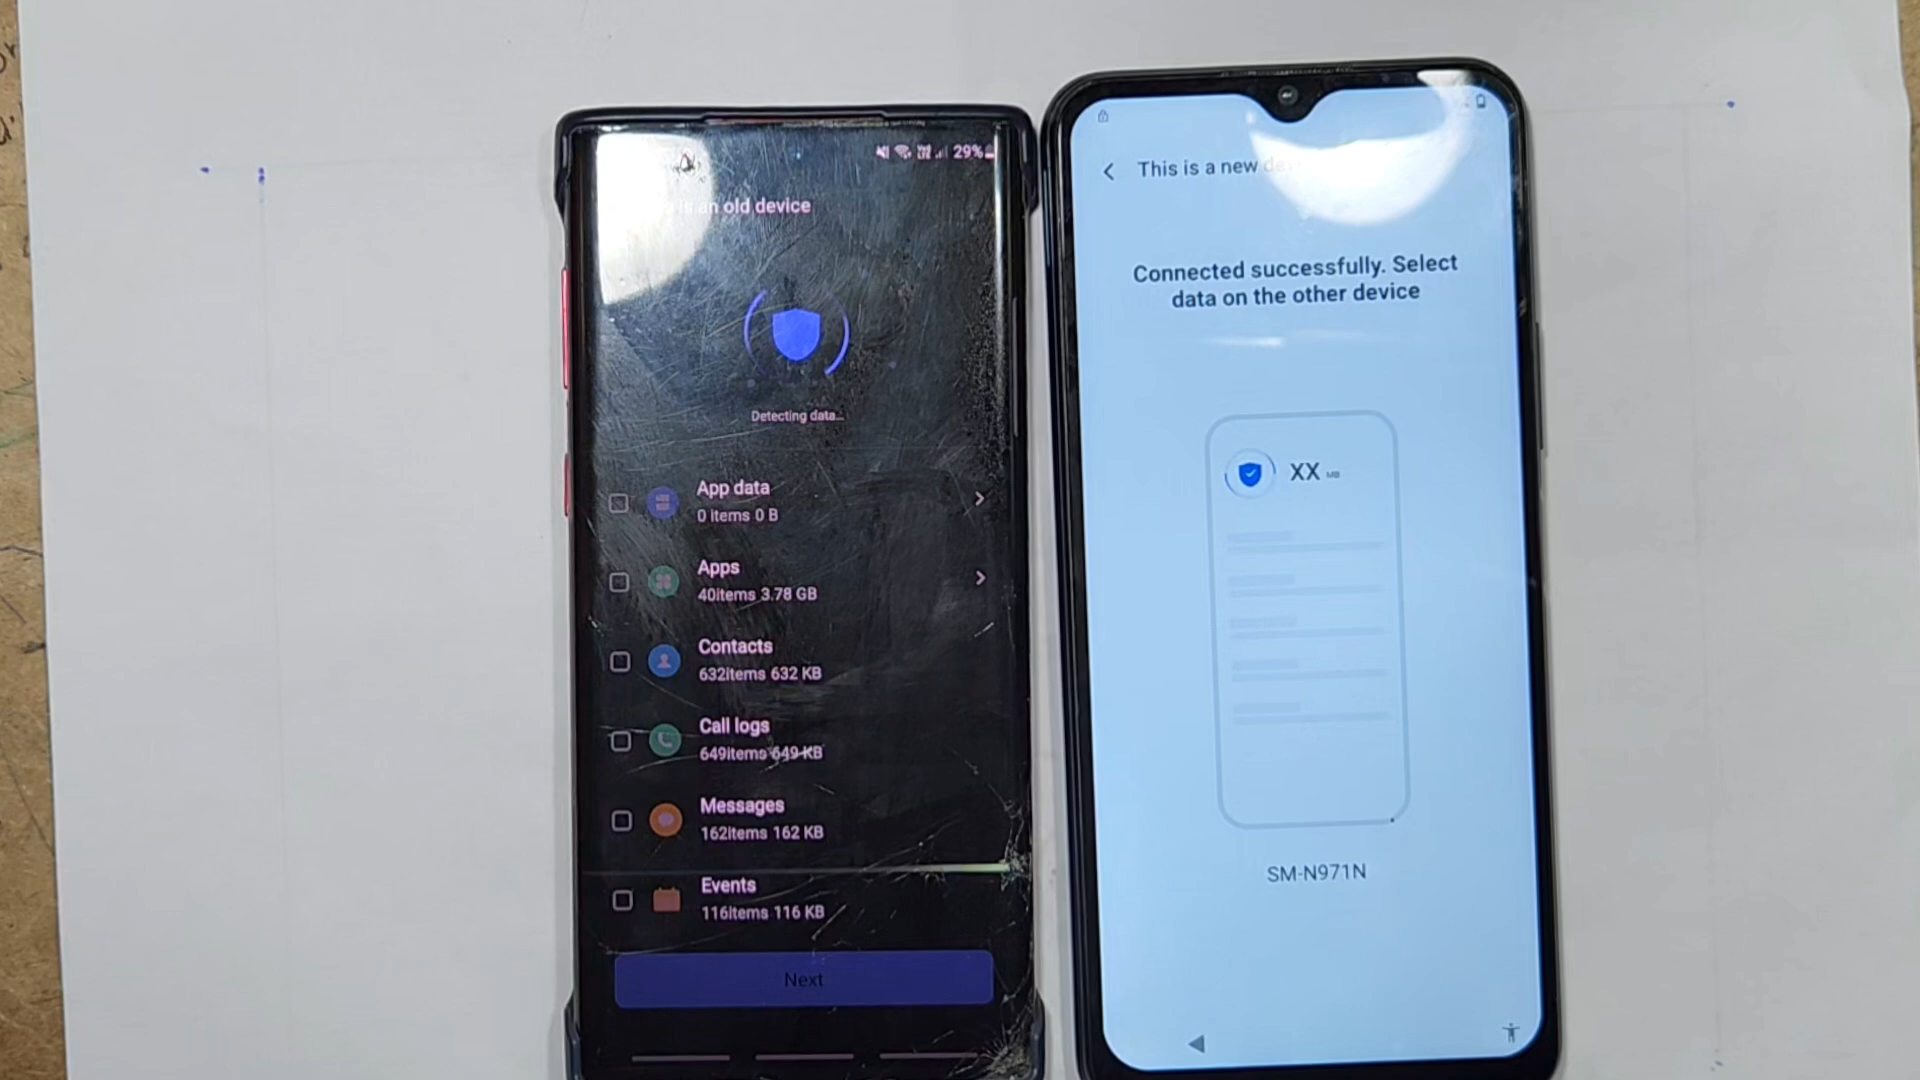 29%
is an old device
Detecting data...
App data
0 items 0 B
Apps
40items 3.78 GB
Contacts
632items 632 KB
Call logs
649items 649 KB
Messages
162items 162 KB
Events
116items 116 KB
Next
This is a new
Connected successfully. Select
data on the other device
XX MB
SM-N971N